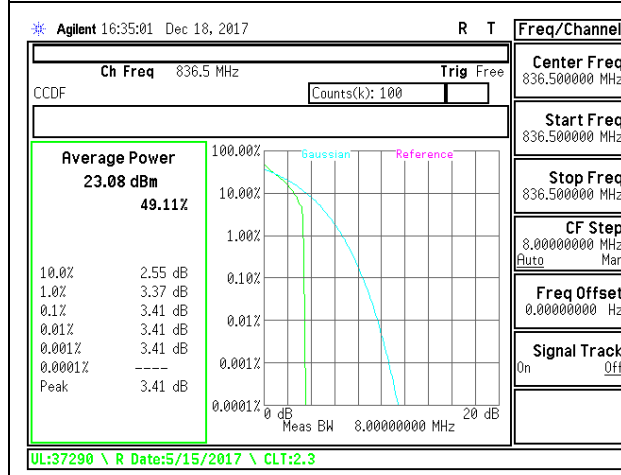 Agilent 16:35:01 Dec 18, 2017 R T Freq/Channel
Ch Freq 836.5 MHz Trig Free
CCDF Counts(k): 100
Center Freq
836.500000 MHz
Start Freq
836.500000 MHz
Stop Freq
836.500000 MHz
CF Step
8.00000000 MHz
Auto Man
Freq Offset
0.00000000 Hz
Signal Track
On Off
Average Power
23.08 dBm
49.11%
10.0% 2.55 dB
1.0% 3.37 dB
0.1% 3.41 dB
0.01% 3.41 dB
0.001% 3.41 dB
0.0001% ----
Peak 3.41 dB
Gaussian Reference
100.00%
10.00%
1.00%
0.10%
0.01%
0.001%
0.0001%
0 dB 20 dB
Meas BW 8.00000000 MHz
UL:37290 \ R Date:5/15/2017 \ CLT:2.3